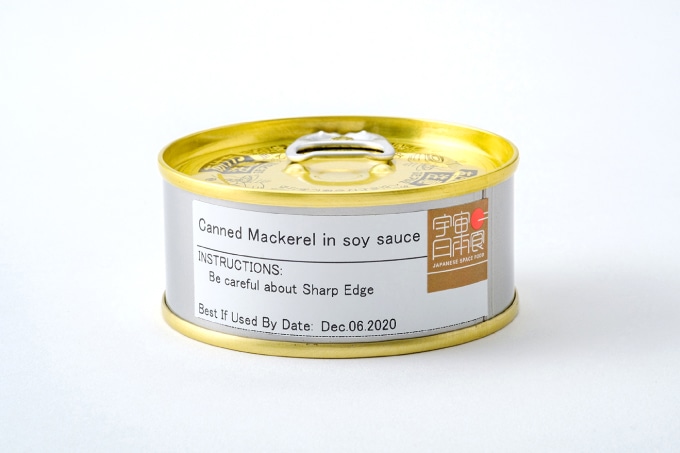 Canned Mackerel in soy sauce
INSTRUCTIONS:
Be careful about Sharp Edge
Best If Used By Date: Dec.06.2020
宇宙
日本食
JAPANESE SPACE FOOD